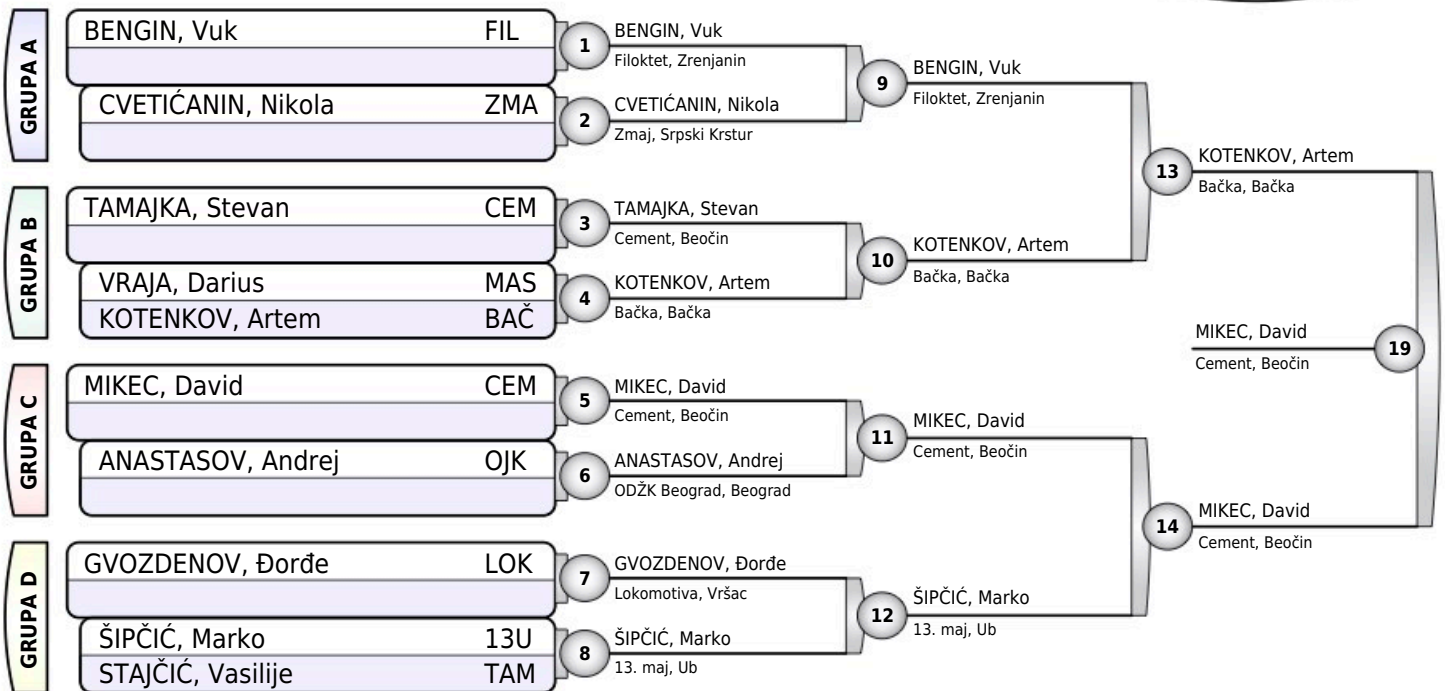 GRUPA A
BENGIN, Vuk FIL
CVETIĆANIN, Nikola ZMA
GRUPA B
TAMAJKA, Stevan CEM
VRAJA, Darius MAS
KOTENKOV, Artem BAČ
GRUPA C
MIKEC, David CEM
ANASTASOV, Andrej OJK
GRUPA D
GVOZDENOV, Đorđe LOK
ŠIPČIĆ, Marko 13U
STAJČIĆ, Vasilije TAM
1
BENGIN, Vuk
Filoktet, Zrenjanin
2
CVETIĆANIN, Nikola
Zmaj, Srpski Krstur
3
TAMAJKA, Stevan
Cement, Beočin
4
KOTENKOV, Artem
Bačka, Bačka
5
MIKEC, David
Cement, Beočin
6
ANASTASOV, Andrej
ODŽK Beograd, Beograd
7
GVOZDENOV, Đorđe
Lokomotiva, Vršac
8
ŠIPČIĆ, Marko
13. maj, Ub
9
BENGIN, Vuk
Filoktet, Zrenjanin
10
KOTENKOV, Artem
Bačka, Bačka
11
MIKEC, David
Cement, Beočin
12
ŠIPČIĆ, Marko
13. maj, Ub
13
KOTENKOV, Artem
Bačka, Bačka
14
MIKEC, David
Cement, Beočin
MIKEC, David
Cement, Beočin
19